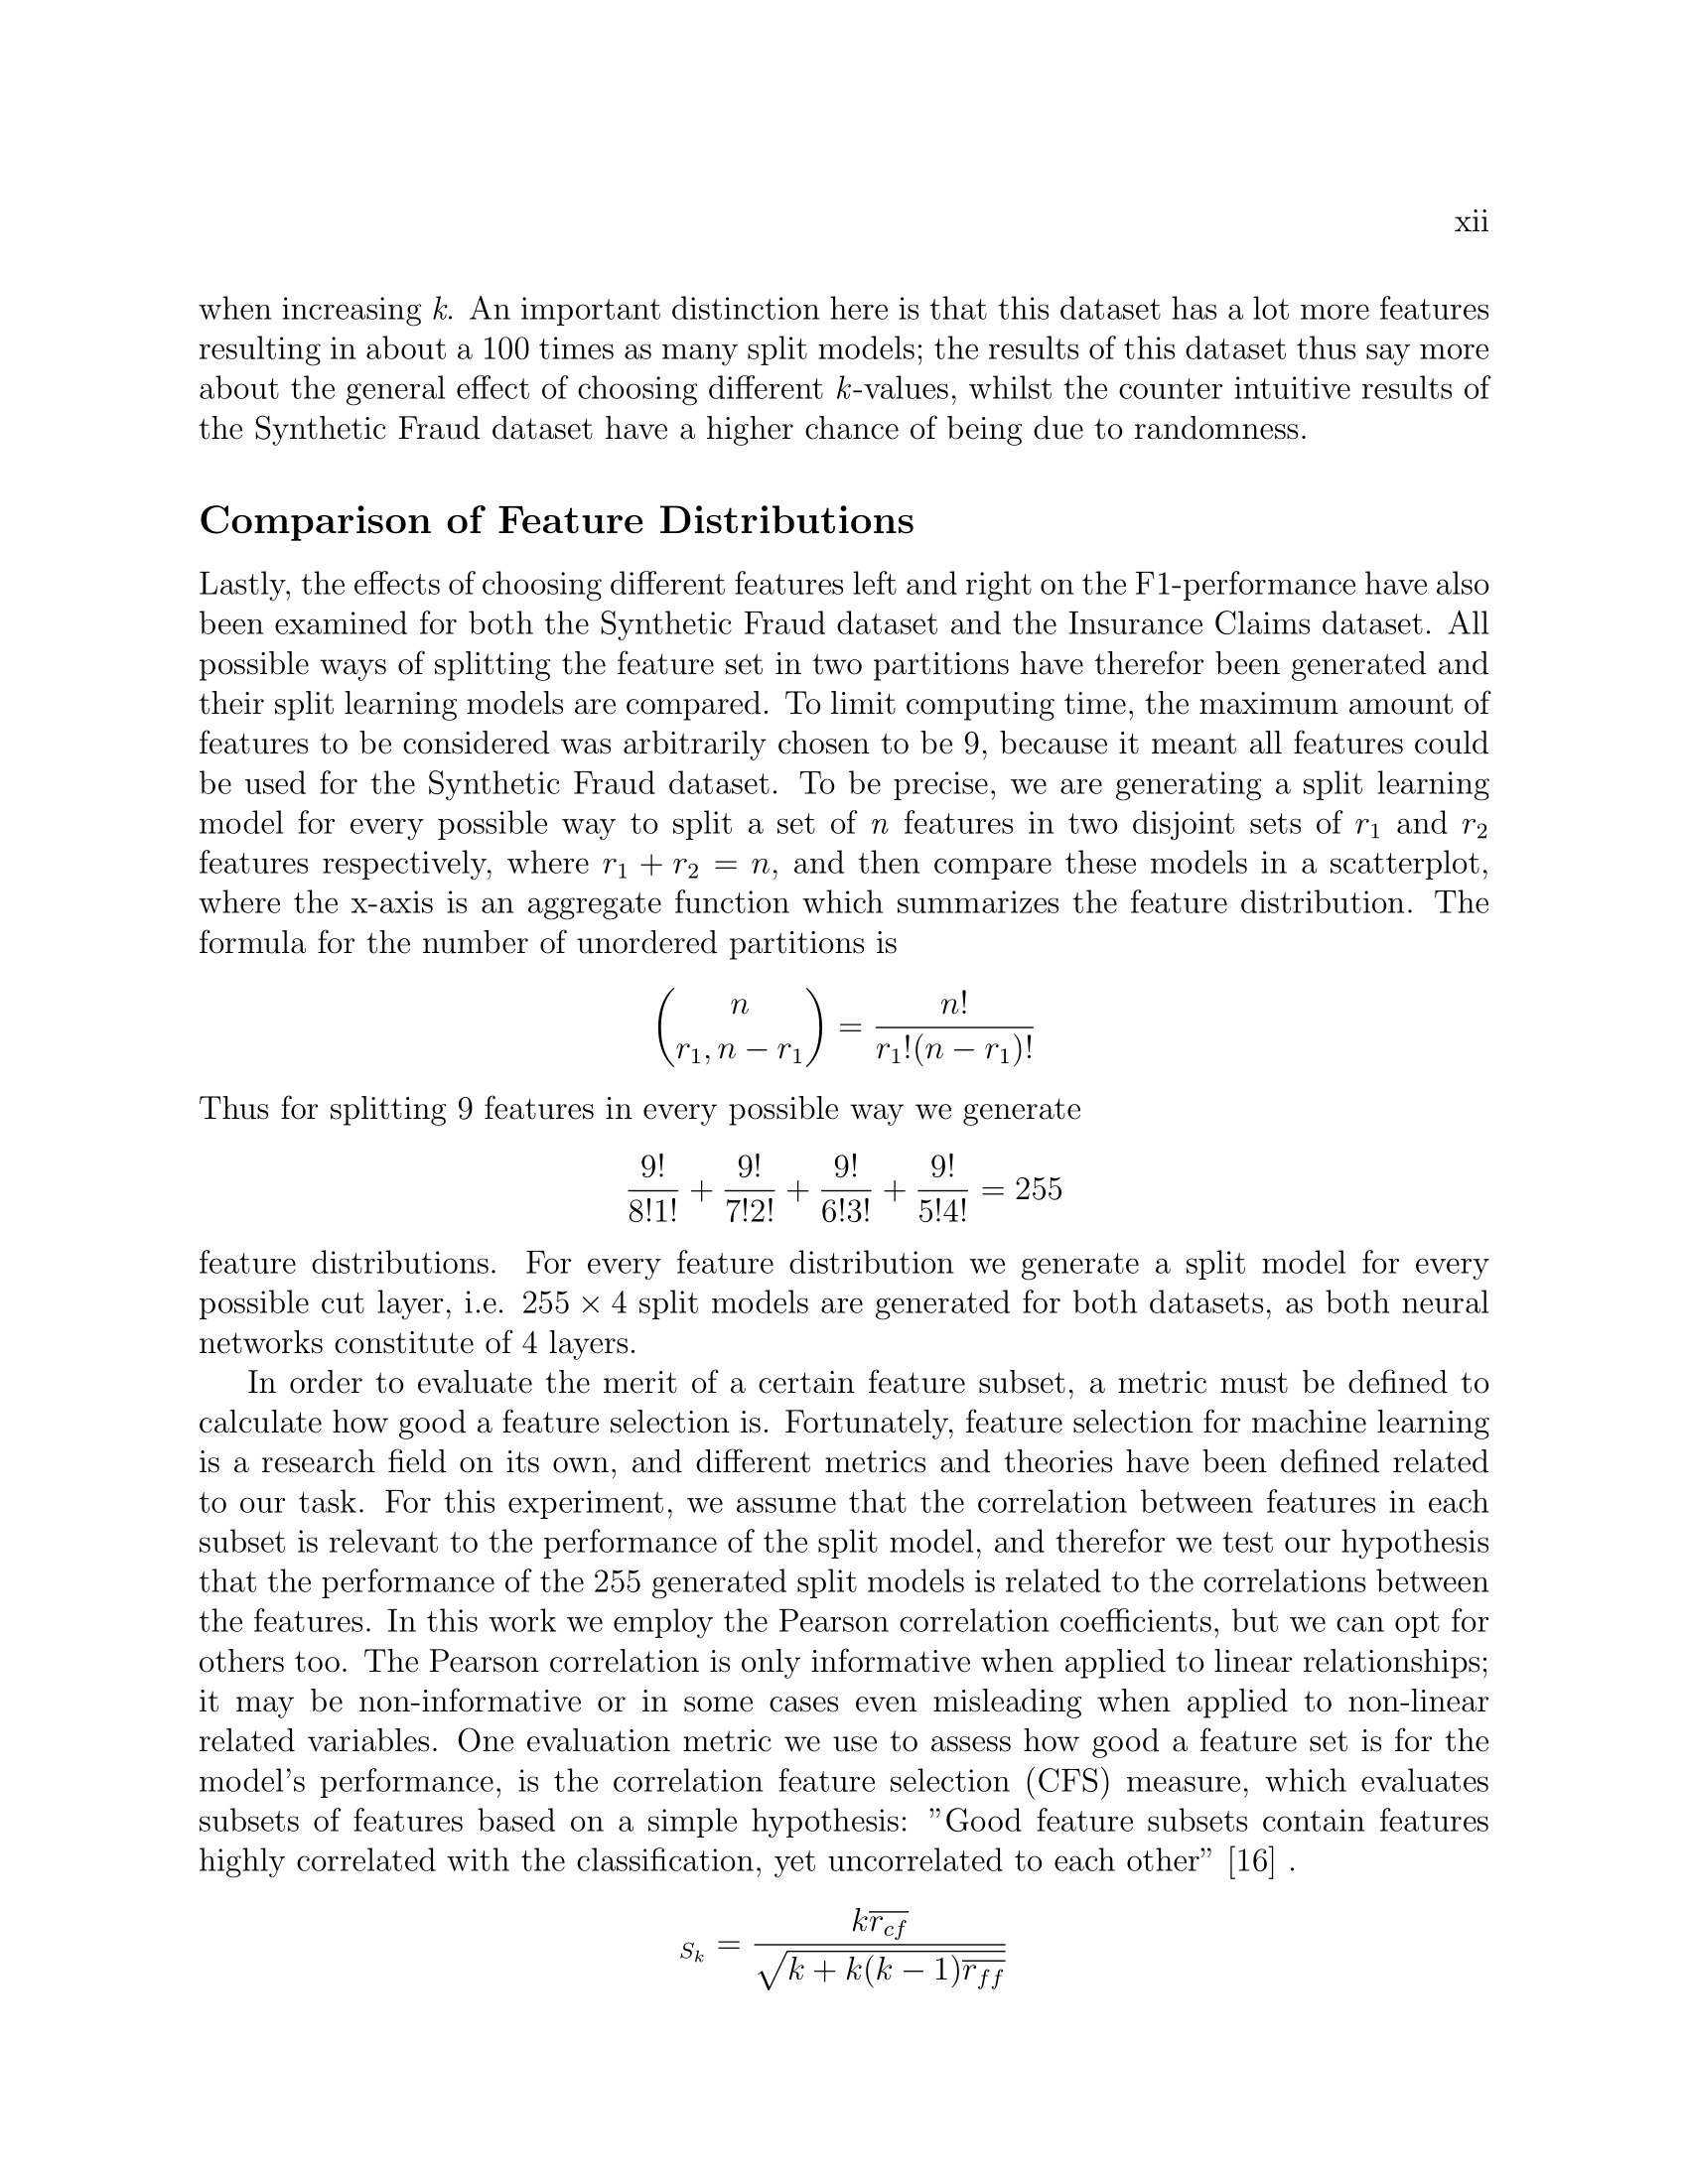 xii
when increasing k. An important distinction here is that this dataset has a lot more features
resulting in about a 100 times as many split models; the results of this dataset thus say more
about the general effect of choosing different k-values, whilst the counter intuitive results of
the Synthetic Fraud dataset have a higher chance of being due to randomness.
Comparison of Feature Distributions
Lastly, the effects of choosing different features left and right on the F1-performance have also
been examined for both the Synthetic Fraud dataset and the Insurance Claims dataset. All
possible ways of splitting the feature set in two partitions have therefor been generated and
their split learning models are compared. To limit computing time, the maximum amount of
features to be considered was arbitrarily chosen to be 9, because it meant all features could
be used for the Synthetic Fraud dataset. To be precise, we are generating a split learning
model for every possible way to split a set of n features in two disjoint sets of r₁ and r₂
features respectively, where r₁ + r₂ = n, and then compare these models in a scatterplot,
where the x-axis is an aggregate function which summarizes the feature distribution. The
formula for the number of unordered partitions is
$$\binom{n}{r_1, n - r_1} = \frac{n!}{r_1!(n - r_1)!}$$
Thus for splitting 9 features in every possible way we generate
$$\frac{9!}{8!1!} + \frac{9!}{7!2!} + \frac{9!}{6!3!} + \frac{9!}{5!4!} = 255$$
feature distributions. For every feature distribution we generate a split model for every
possible cut layer, i.e. 255 × 4 split models are generated for both datasets, as both neural
networks constitute of 4 layers.
In order to evaluate the merit of a certain feature subset, a metric must be defined to
calculate how good a feature selection is. Fortunately, feature selection for machine learning
is a research field on its own, and different metrics and theories have been defined related
to our task. For this experiment, we assume that the correlation between features in each
subset is relevant to the performance of the split model, and therefor we test our hypothesis
that the performance of the 255 generated split models is related to the correlations between
the features. In this work we employ the Pearson correlation coefficients, but we can opt for
others too. The Pearson correlation is only informative when applied to linear relationships;
it may be non-informative or in some cases even misleading when applied to non-linear
related variables. One evaluation metric we use to assess how good a feature set is for the
model's performance, is the correlation feature selection (CFS) measure, which evaluates
subsets of features based on a simple hypothesis: ”Good feature subsets contain features
highly correlated with the classification, yet uncorrelated to each other” [16] .
$$_{S_k} = \frac{k\overline{r_{cf}}}{\sqrt{k + k(k - 1)\overline{r_{ff}}}}$$